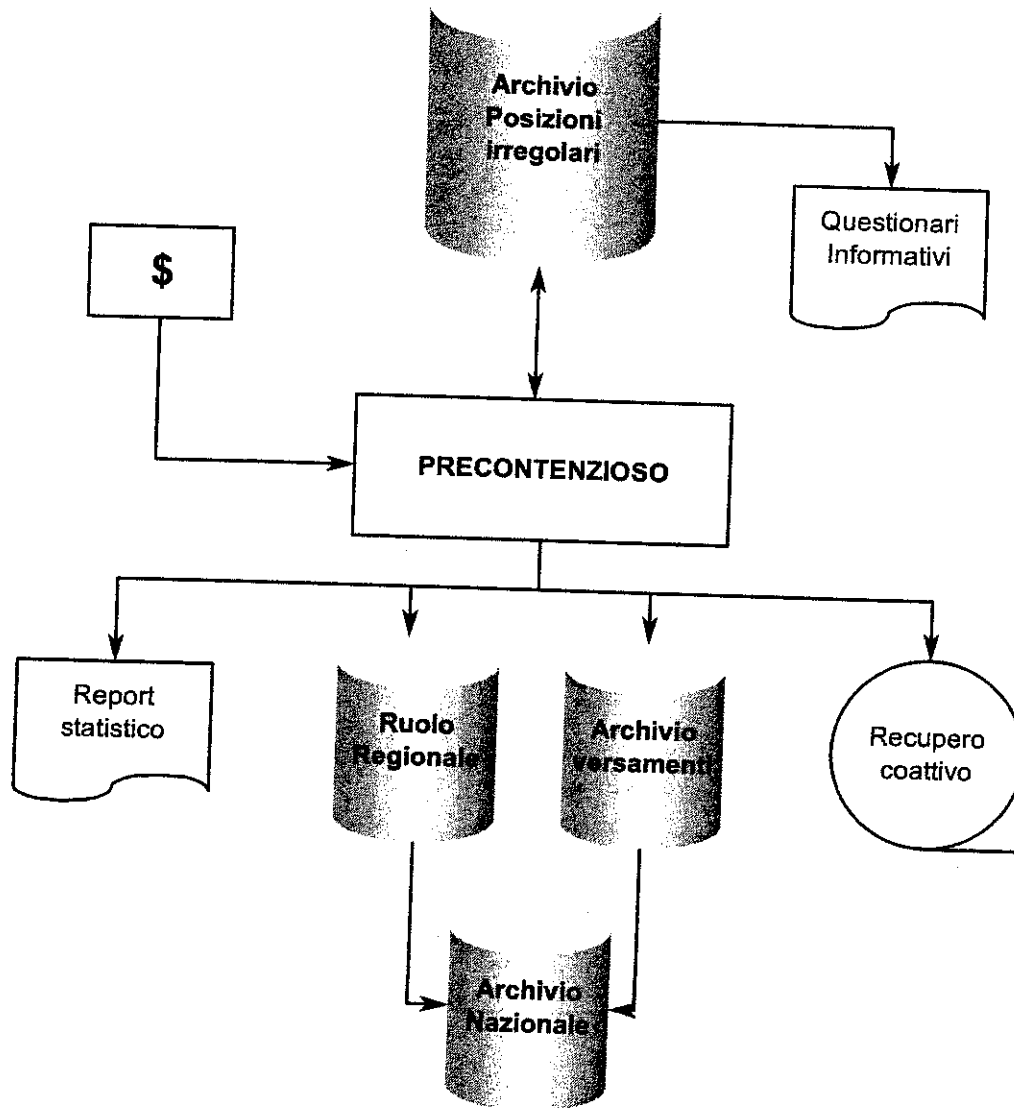 Archivio
Posizioni
irregolari
Questionari
Informativi
$
PRECONTENZIOSO
Report
statistico
Ruolo
Regionale
Archivio
versamenti
Recupero
coattivo
Archivio
Nazionale